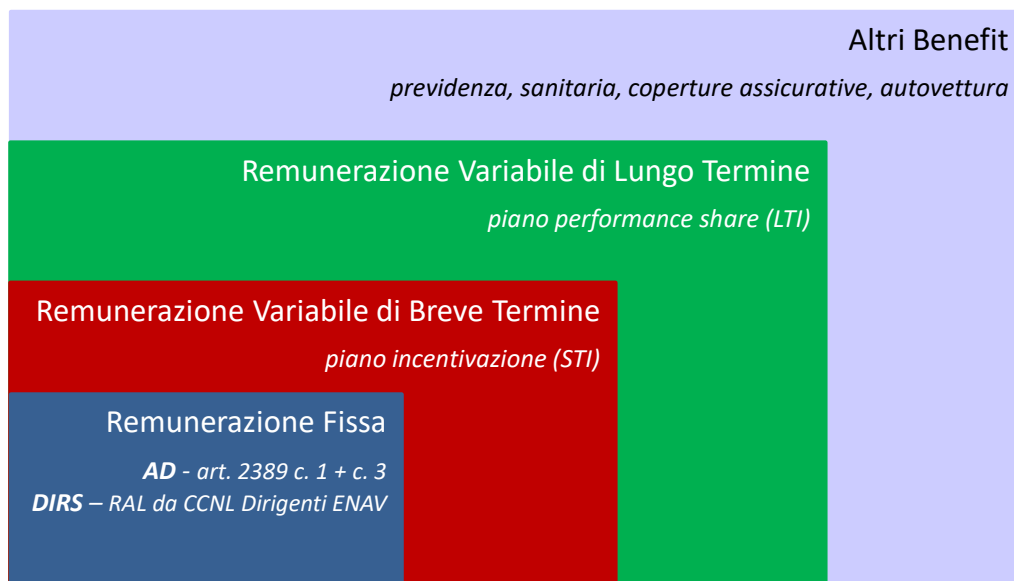 Altri Benefit
previdenza, sanitaria, coperture assicurative, autovettura
Remunerazione Variabile di Lungo Termine
piano performance share (LTI)
Remunerazione Variabile di Breve Termine
piano incentivazione (STI)
Remunerazione Fissa
AD - art. 2389 c. 1 + c. 3
DIRS – RAL da CCNL Dirigenti ENAV